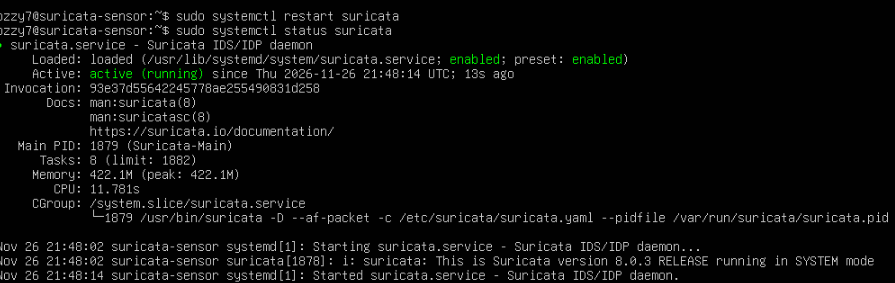 ozzy7@suricata-sensor:~$ sudo systemctl restart suricata
ozzy7@suricata-sensor:~$ sudo systemctl status suricata
● suricata.service - Suricata IDS/IDP daemon
Loaded: loaded (/usr/lib/systemd/system/suricata.service; enabled; preset: enabled)
Active: active (running) since Thu 2026-11-26 21:48:14 UTC; 13s ago
Invocation: 93e37d55642245778ae255490831d258
Docs: man:suricata(8)
man:suricatasc(8)
https://suricata.io/documentation/
Main PID: 1879 (Suricata-Main)
Tasks: 8 (limit: 1882)
Memory: 422.1M (peak: 422.1M)
CPU: 11.781s
CGroup: /system.slice/suricata.service
└─1879 /usr/bin/suricata -D --af-packet -c /etc/suricata/suricata.yaml --pidfile /var/run/suricata/suricata.pid
Nov 26 21:48:02 suricata-sensor systemd[1]: Starting suricata.service - Suricata IDS/IDP daemon...
Nov 26 21:48:02 suricata-sensor suricata[1878]: i: suricata: This is Suricata version 8.0.3 RELEASE running in SYSTEM mode
Nov 26 21:48:14 suricata-sensor systemd[1]: Started suricata.service - Suricata IDS/IDP daemon.